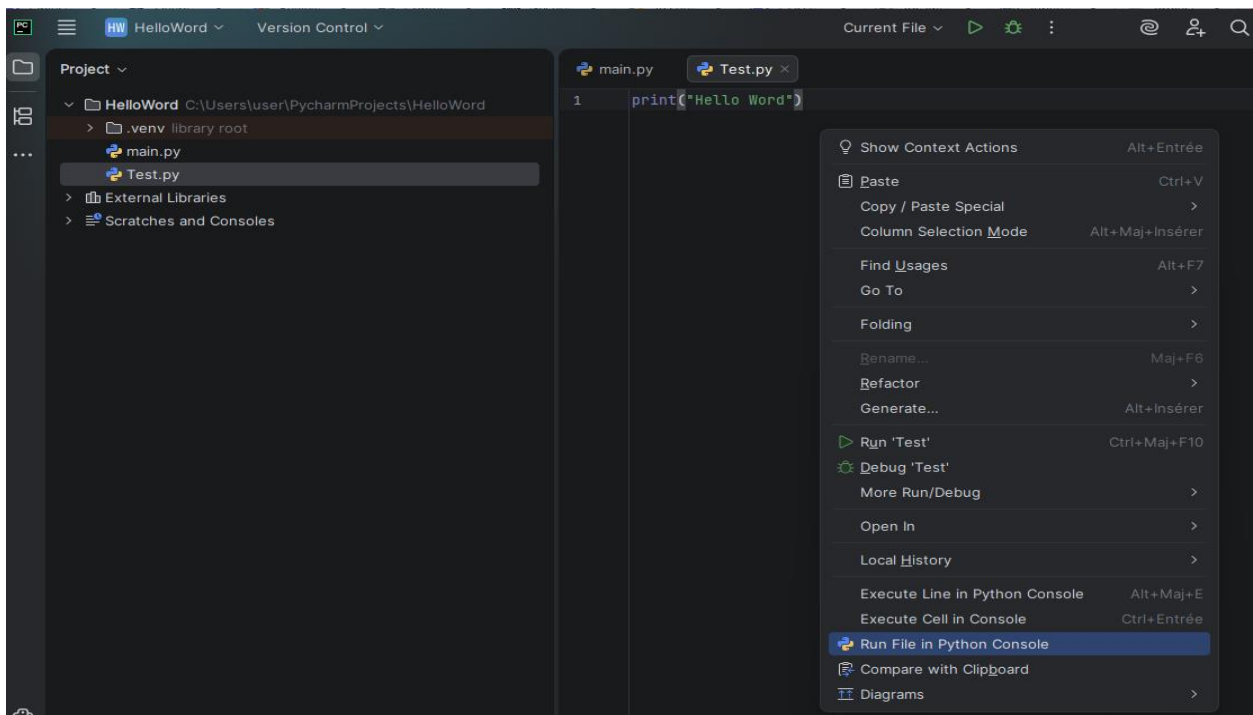 PC HW HelloWord Version Control Current File
Project
main.py Test.py
HelloWord C:\Users\user\PycharmProjects\HelloWord
.venv library root
main.py
Test.py
External Libraries
Scratches and Consoles
1 print("Hello Word")
Show Context Actions Alt+Entrée
Paste Ctrl+V
Copy / Paste Special
Column Selection Mode Alt+Maj+Insérer
Find Usages Alt+F7
Go To
Folding
Rename... Maj+F6
Refactor
Generate... Alt+Insérer
Run 'Test' Ctrl+Maj+F10
Debug 'Test'
More Run/Debug
Open In
Local History
Execute Line in Python Console Alt+Maj+E
Execute Cell in Console Ctrl+Entrée
Run File in Python Console
Compare with Clipboard
Diagrams